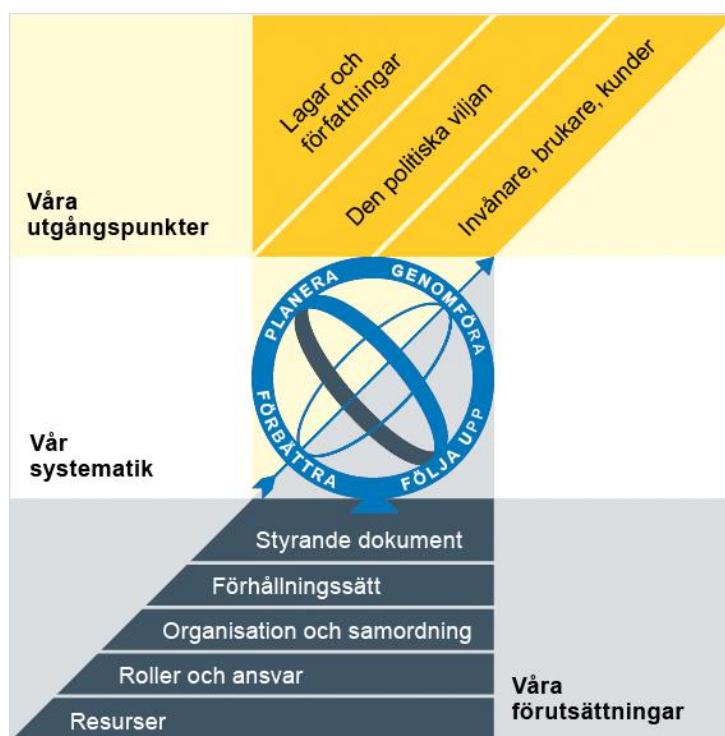 Lagar och
författningar
Den politiska viljan
Invånare, brukare, kunder
Våra
utgångspunkter
PLANERA
GENOMFÖRA
FÖLJA UPP
FÖRBÄTTRA
Vår
systematik
Styrande dokument
Förhållningssätt
Organisation och samordning
Roller och ansvar
Resurser
Våra
förutsättningar